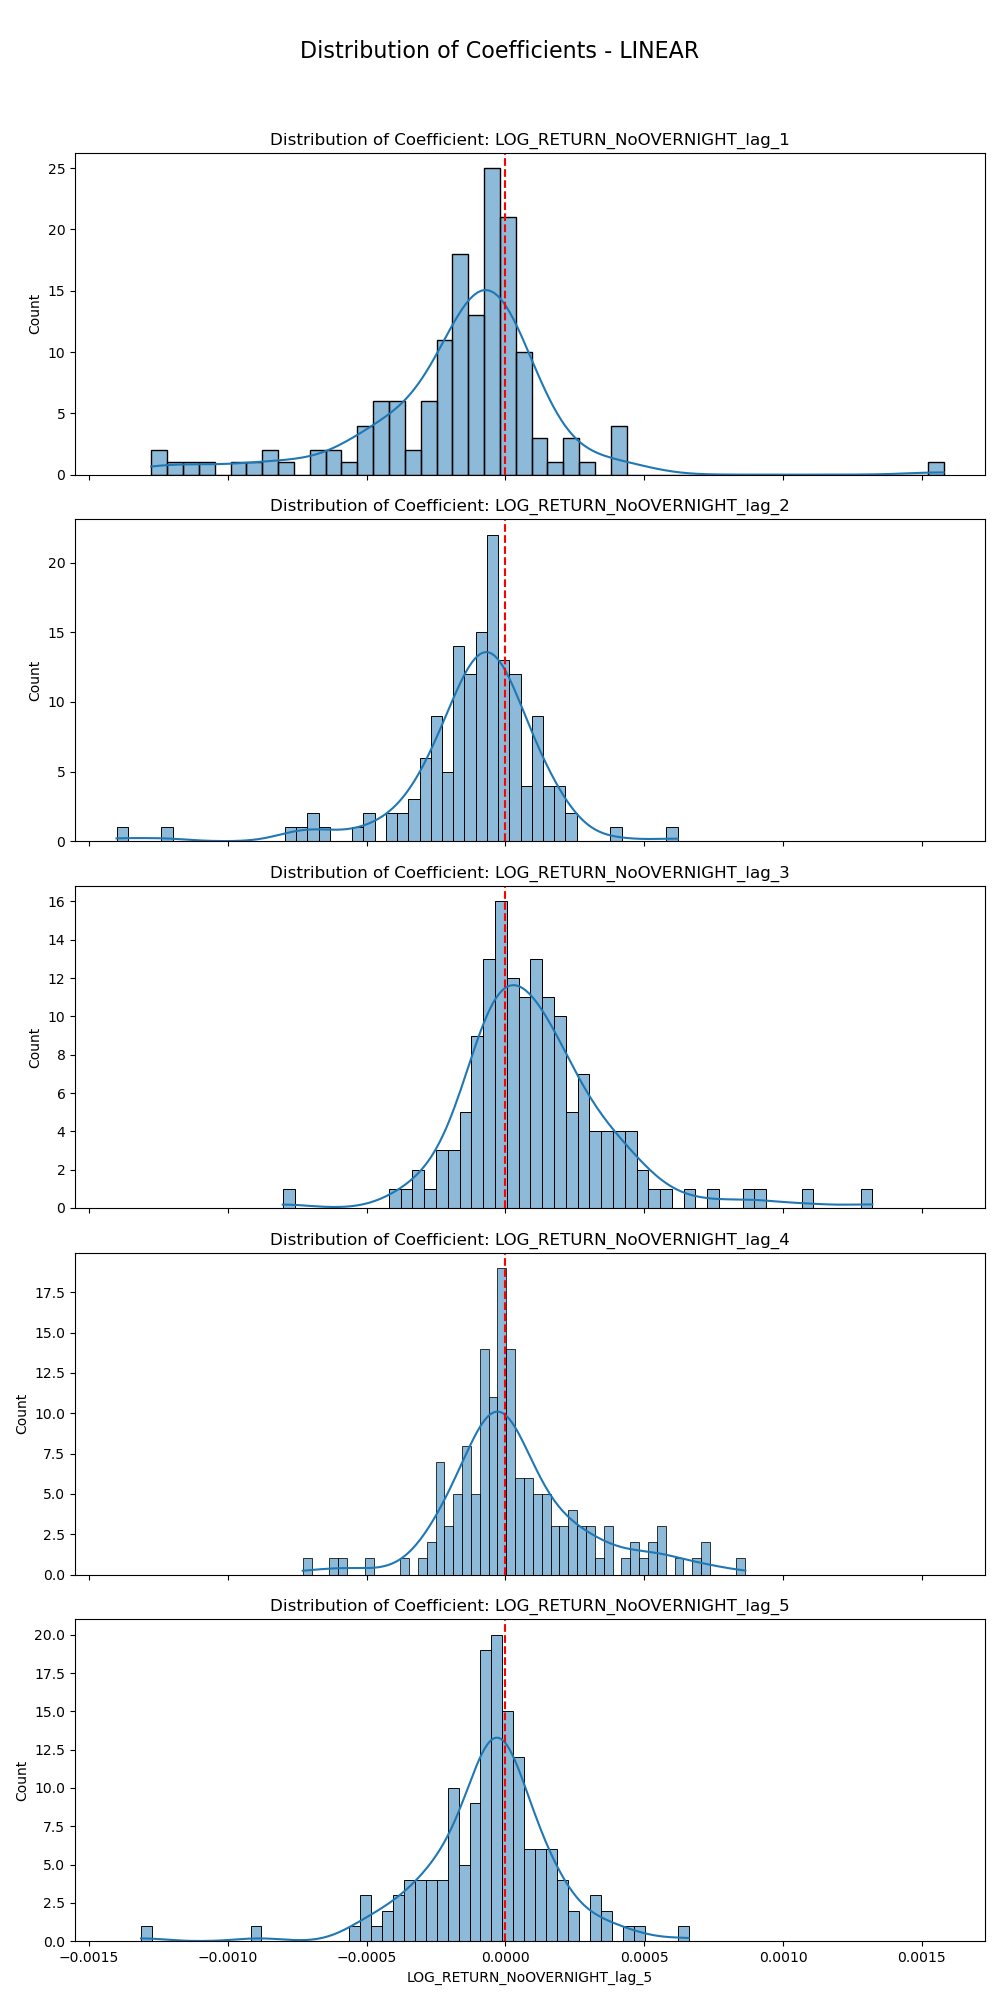 Distribution of Coefficients - LINEAR
Distribution of Coefficient: LOG_RETURN_NoOVERNIGHT_lag_1
25
20
15
10
5
0
Count
Distribution of Coefficient: LOG_RETURN_NoOVERNIGHT_lag_2
20
15
10
5
0
Count
Distribution of Coefficient: LOG_RETURN_NoOVERNIGHT_lag_3
16
14
12
10
8
6
4
2
0
Count
Distribution of Coefficient: LOG_RETURN_NoOVERNIGHT_lag_4
17.5
15.0
12.5
10.0
7.5
5.0
2.5
0.0
Count
Distribution of Coefficient: LOG_RETURN_NoOVERNIGHT_lag_5
20.0
17.5
15.0
12.5
10.0
7.5
5.0
2.5
0.0
Count
−0.0015 −0.0010 −0.0005 0.0000 0.0005 0.0010 0.0015
LOG_RETURN_NoOVERNIGHT_lag_5